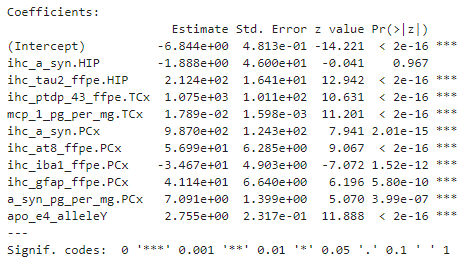 Coefficients:
Estimate Std. Error z value Pr(>|z|)
(Intercept) -6.844e+00 4.813e-01 -14.221 < 2e-16 ***
ihc_a_syn.HIP -1.888e+00 4.600e+01 -0.041 0.967
ihc_tau2_ffpe.HIP 2.124e+02 1.641e+01 12.942 < 2e-16 ***
ihc_ptdp_43_ffpe.TCx 1.075e+03 1.011e+02 10.631 < 2e-16 ***
mcp_1_pg_per_mg.TCx 1.789e-02 1.598e-03 11.201 < 2e-16 ***
ihc_a_syn.PCx 9.870e+02 1.243e+02 7.941 2.01e-15 ***
ihc_at8_ffpe.PCx 5.699e+01 6.285e+00 9.067 < 2e-16 ***
ihc_iba1_ffpe.PCx -3.467e+01 4.903e+00 -7.072 1.52e-12 ***
ihc_gfap_ffpe.PCx 4.114e+01 6.640e+00 6.196 5.80e-10 ***
a_syn_pg_per_mg.PCx 7.091e+00 1.399e+00 5.070 3.99e-07 ***
apo_e4_alleleY 2.755e+00 2.317e-01 11.888 < 2e-16 ***
---
Signif. codes: 0 '***' 0.001 '**' 0.01 '*' 0.05 '.' 0.1 ' ' 1